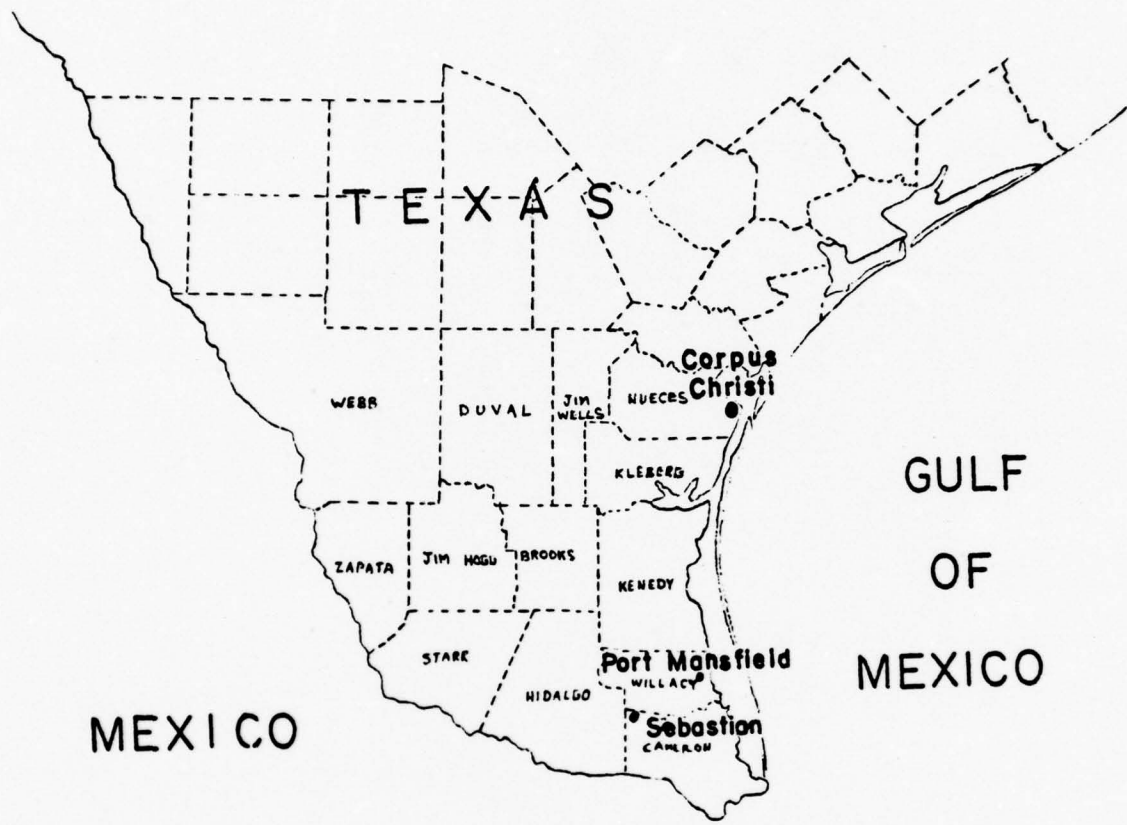 TEXAS
Corpus
Christi
WEBB
DUVAL
JIM
WELLS
NUECES
KLEBERG
GULF
OF
MEXICO
ZAPATA
JIM HOGG
BROOKS
KENEDY
STARR
HIDALGO
Port Mansfield
WILLACY
Sebastian
CAMERON
MEXICO